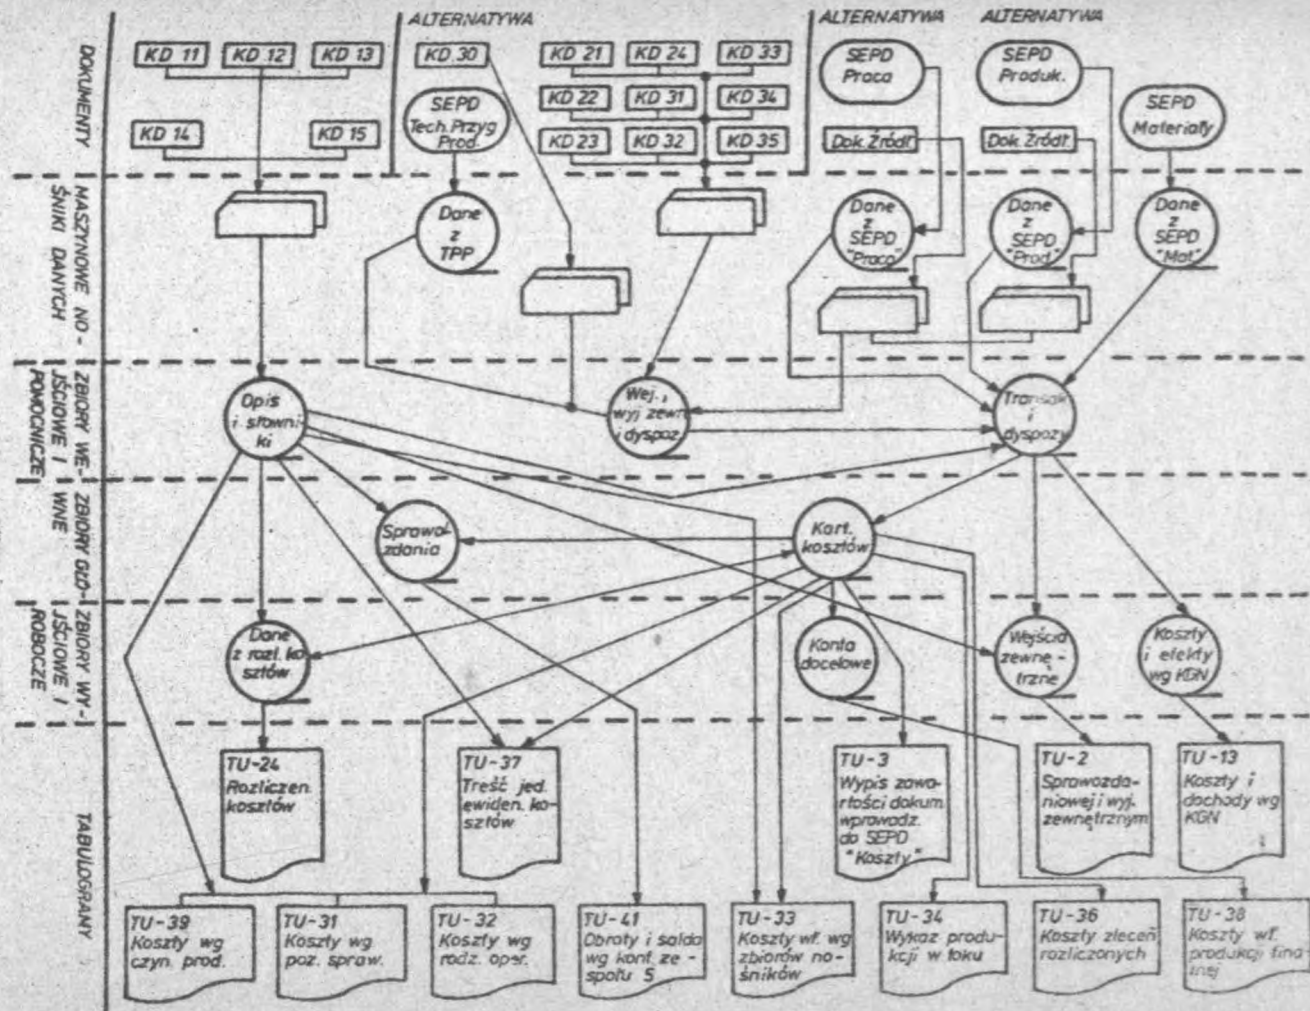 ALTERNATYWA
ALTERNATYWA
ALTERNATYWA
DOKUMENTY
KD 11
KD 12
KD 13
KD 14
KD 15
KD 30
SEPD
Tech. Przyg
Prod.
KD 21
KD 24
KD 33
KD 22
KD 31
KD 34
KD 23
KD 32
KD 35
SEPD
Praca
Dok. Źródł.
SEPD
Produk.
Dok. Źródł.
SEPD
Materiały
MASZYNOWE NO -
ŚNIKI DANYCH
Dane
z
TPP
Dane
z
SEPD
"Praca"
Dane
z
SEPD
"Prod."
Dane
z
SEPD
"Mat"
ZBIORY WE-
JŚCIOWE I
POMOCNICZE
Opis
i słowni-
ki
Wej. ,
wyj zewn
i dyspoz.
Transak
i
dyspozy
ZBIORY GŁÓ-
WNE
Sprawo-
zdania
Kart.
kosztów
ZBIORY WY-
JŚCIOWE I
ROBOCZE
Dane
z rozl. ko-
sztów
Konta
docelowe
Wejścia
zewnę -
trzne
Koszty
i efekty
wg KGN
TABULOGRANY
TU-24
Rozliczen.
kosztów
TU-37
Treść jed.
ewiden. ko-
sztów
TU-3
Wypis zawa-
rtości dokum.
wprowadz.
do SEPD
"Koszty"
TU-2
Sprawozda-
niowej i wyj.
zewnętrznym
TU-13
Koszty i
dochody wg
KGN
TU-39
Koszty wg
czyn. prod.
TU-31
Koszty wg
poz. spraw.
TU-32
Koszty wg
rodz. oper.
TU-41
Obroty i salda
wg kont ze -
społu 5
TU-33
Koszty wł. wg
zbiorów no-
śników
TU-34
Wykaz produ-
kcji w toku
TU-36
Koszty zleceń
rozliczonych
TU-38
Koszty wł.
produkcji fina-
lnej